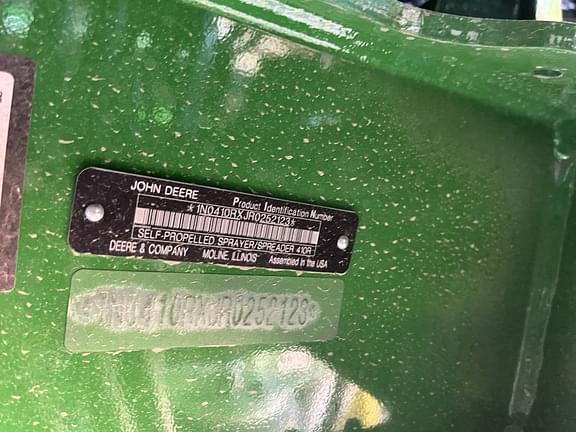 JOHN DEERE Product Identification Number
*1N0410RXJR0252123*
SELF-PROPELLED SPRAYER/SPREADER 410R
DEERE & COMPANY MOLINE, ILLINOIS Assembled in the USA
*1N0410RXJR0252123*